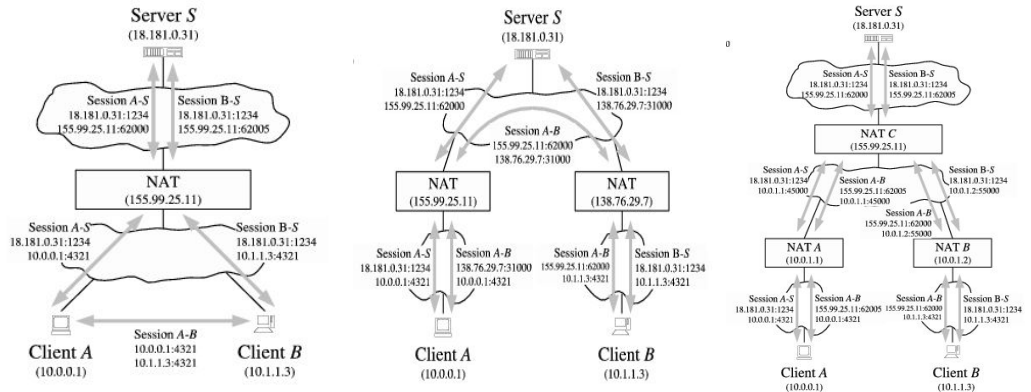 Server S
(18.181.0.31)
Session A-S
18.181.0.31:1234
155.99.25.11:62000
Session B-S
18.181.0.31:1234
155.99.25.11:62005
NAT
(155.99.25.11)
Session A-S
18.181.0.31:1234
10.0.0.1:4321
Session B-S
18.181.0.31:1234
10.1.1.3:4321
Session A-B
10.0.0.1:4321
10.1.1.3:4321
Client A
(10.0.0.1)
Client B
(10.1.1.3)
Server S
(18.181.0.31)
Session A-S
18.181.0.31:1234
155.99.25.11:62000
Session B-S
18.181.0.31:1234
138.76.29.7:31000
Session A-B
155.99.25.11:62000
138.76.29.7:31000
NAT
(155.99.25.11)
NAT
(138.76.29.7)
Session A-S
18.181.0.31:1234
10.0.0.1:4321
Session A-B
138.76.29.7:31000
10.0.0.1:4321
Session A-B
155.99.25.11:62000
10.1.1.3:4321
Session B-S
18.181.0.31:1234
10.1.1.3:4321
Client A
(10.0.0.1)
Client B
(10.1.1.3)
Server S
(18.181.0.31)
Session A-S
18.181.0.31:1234
155.99.25.11:62000
Session B-S
18.181.0.31:1234
155.99.25.11:62005
NAT C
(155.99.25.11)
Session A-S
18.181.0.31:1234
10.0.1.1:45000
Session A-B
155.99.25.11:62005
10.0.1.1:45000
Session B-S
18.181.0.31:1234
10.0.1.2:55000
Session A-B
155.99.25.11:62000
10.0.1.2:55000
NAT A
(10.0.1.1)
NAT B
(10.0.1.2)
Session A-S
18.181.0.31:1234
10.0.0.1:4321
Session A-B
155.99.25.11:62005
10.0.0.1:4321
Session A-B
155.99.25.11:62000
10.1.1.3:4321
Session B-S
18.181.0.31:1234
10.1.1.3:4321
Client A
(10.0.0.1)
Client B
(10.1.1.3)